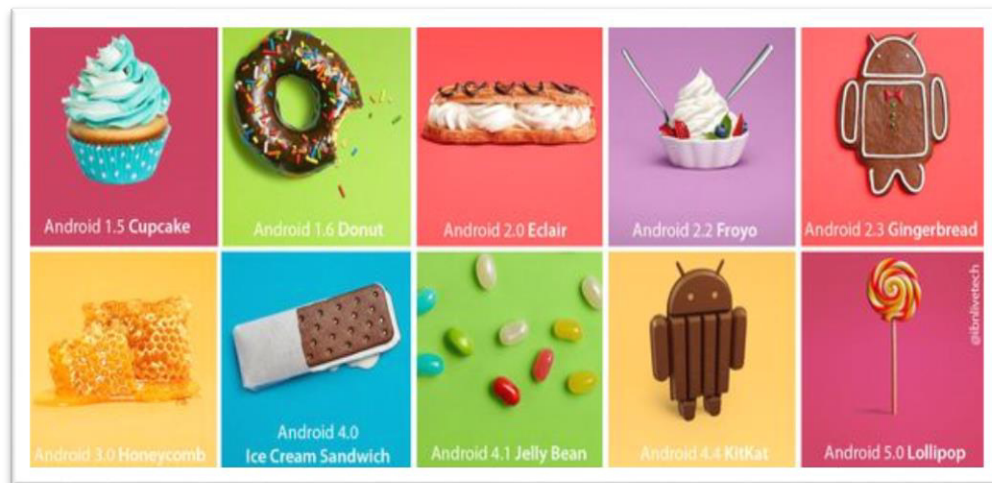 Android 1.5 Cupcake
Android 1.6 Donut
Android 2.0 Eclair
Android 2.2 Froyo
Android 2.3 Gingerbread
Android 3.0 Honeycomb
Android 4.0
Ice Cream Sandwich
Android 4.1 Jelly Bean
Android 4.4 KitKat
Android 5.0 Lollipop
@ibnlivetech